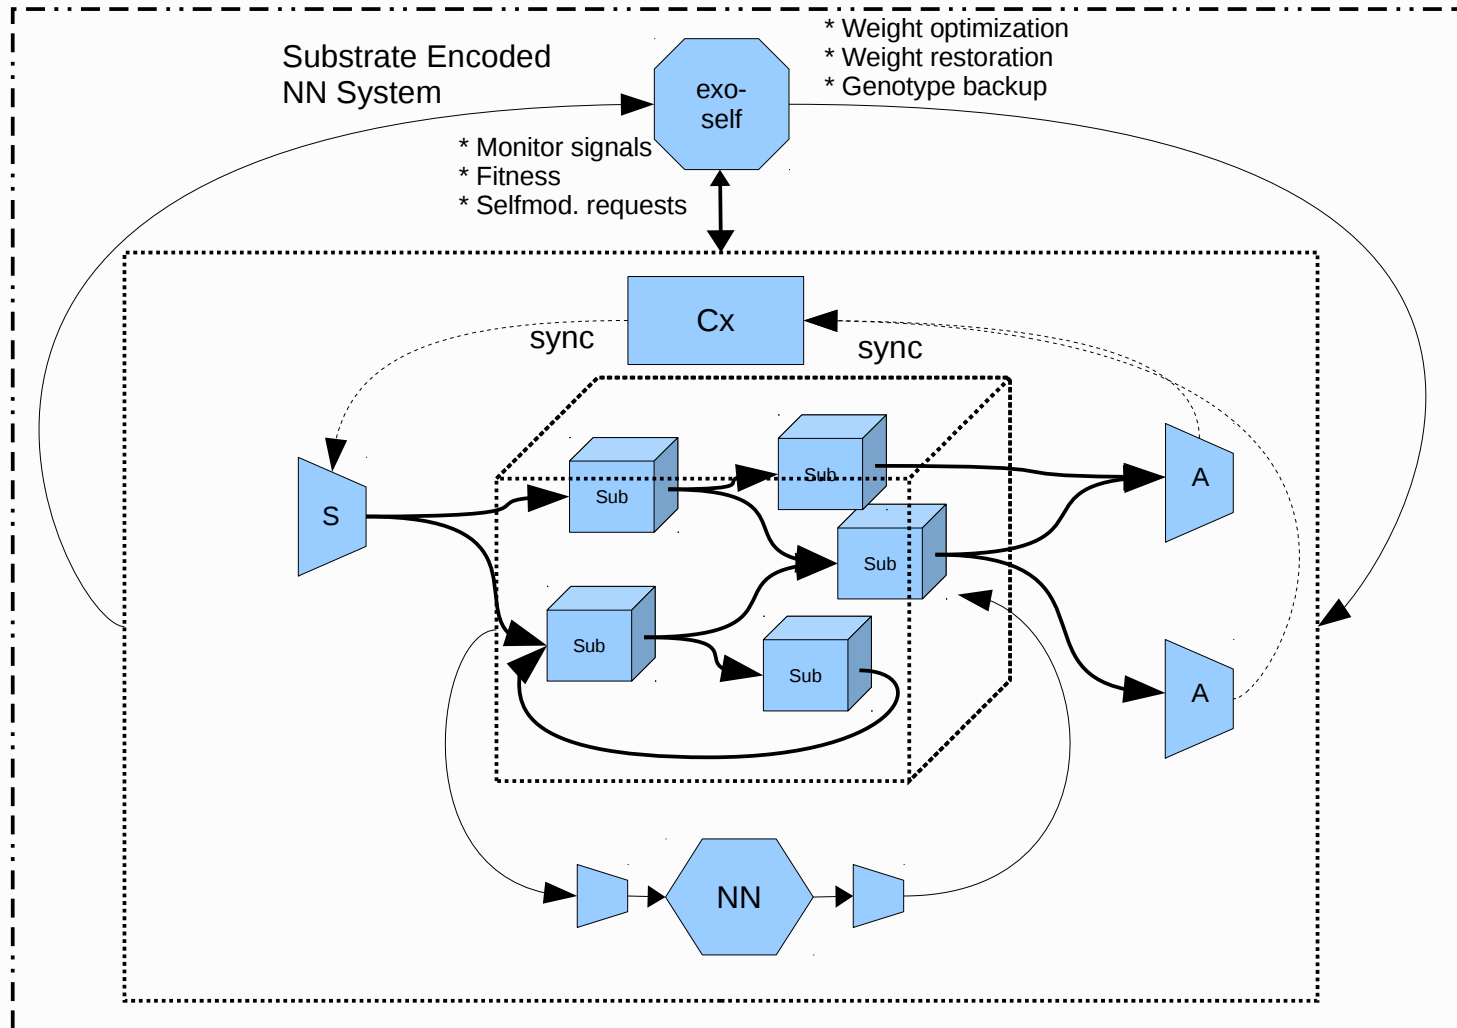 Substrate Encoded
NN System
exo-
self
* Weight optimization
* Weight restoration
* Genotype backup
* Monitor signals
* Fitness
* Selfmod. requests
Cx
sync
sync
Sub
Sub
S
A
Sub
Sub
Sub
A
NN